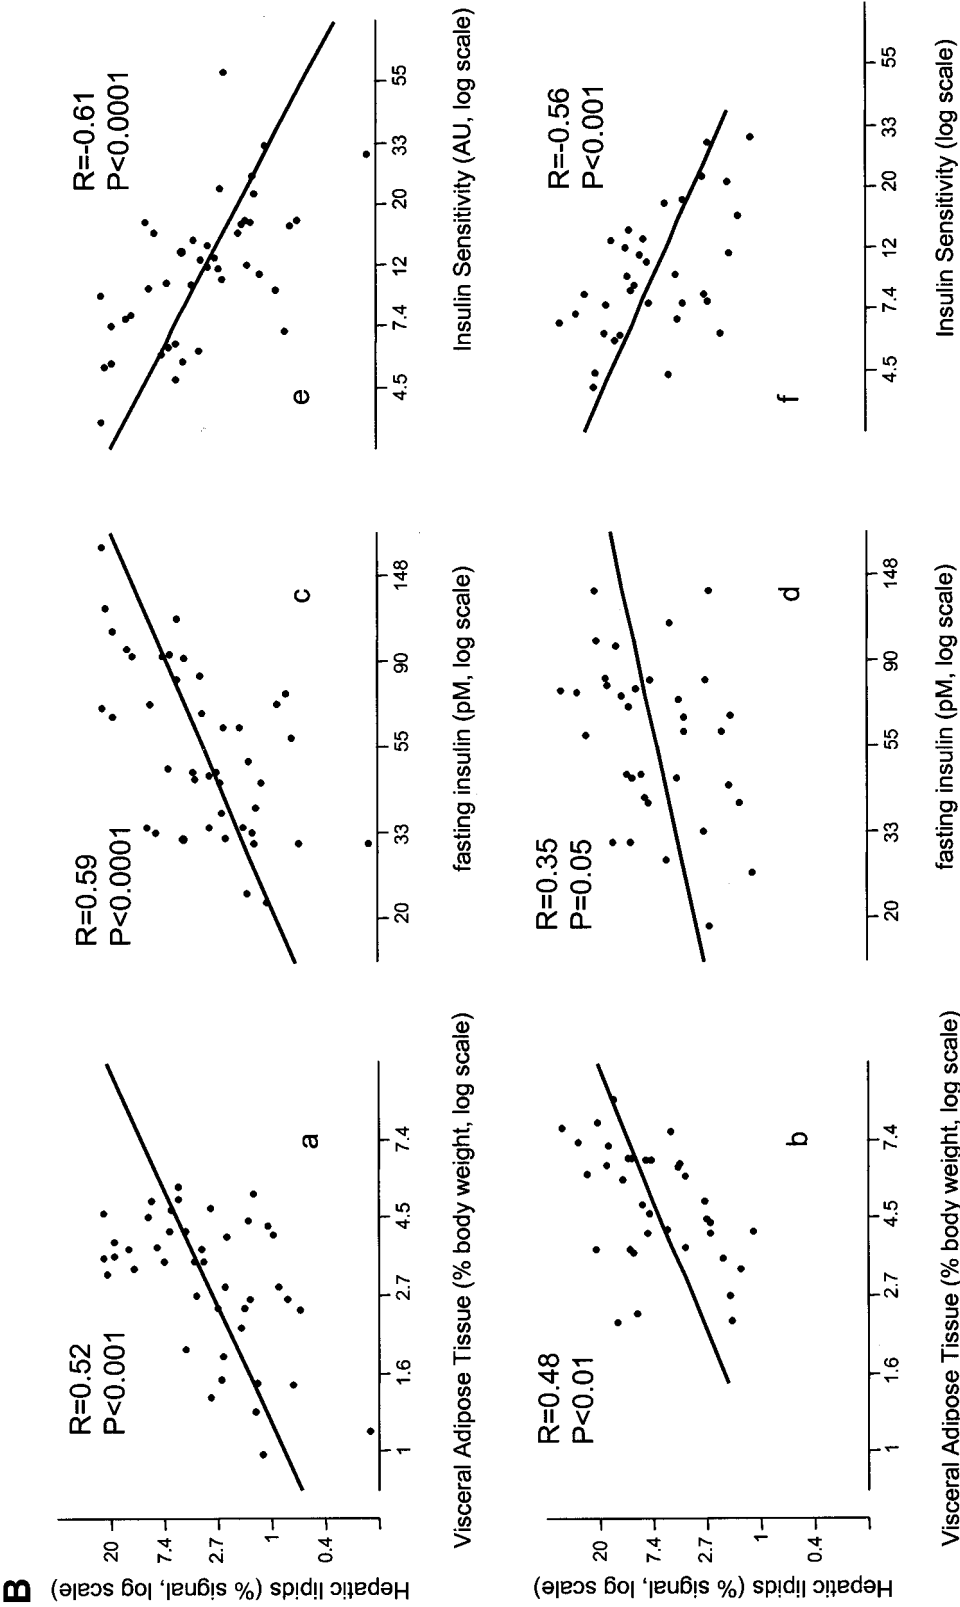 B
Hepatic lipids (% signal, log scale)
20
7.4
2.7
1
0.4
R=0.52
P<0.001
a
1
1.6
2.7
4.5
7.4
Visceral Adipose Tissue (% body weight, log scale)
R=0.59
P<0.0001
c
20
33
55
90
148
fasting insulin (pM, log scale)
R=-0.61
P<0.0001
e
4.5
7.4
12
20
33
55
Insulin Sensitivity (AU, log scale)
Hepatic lipids (% signal, log scale)
20
7.4
2.7
1
0.4
R=0.48
P<0.01
b
1
1.6
2.7
4.5
7.4
Visceral Adipose Tissue (% body weight, log scale)
R=0.35
P=0.05
d
20
33
55
90
148
fasting insulin (pM, log scale)
R=-0.56
P<0.001
f
4.5
7.4
12
20
33
55
Insulin Sensitivity (log scale)